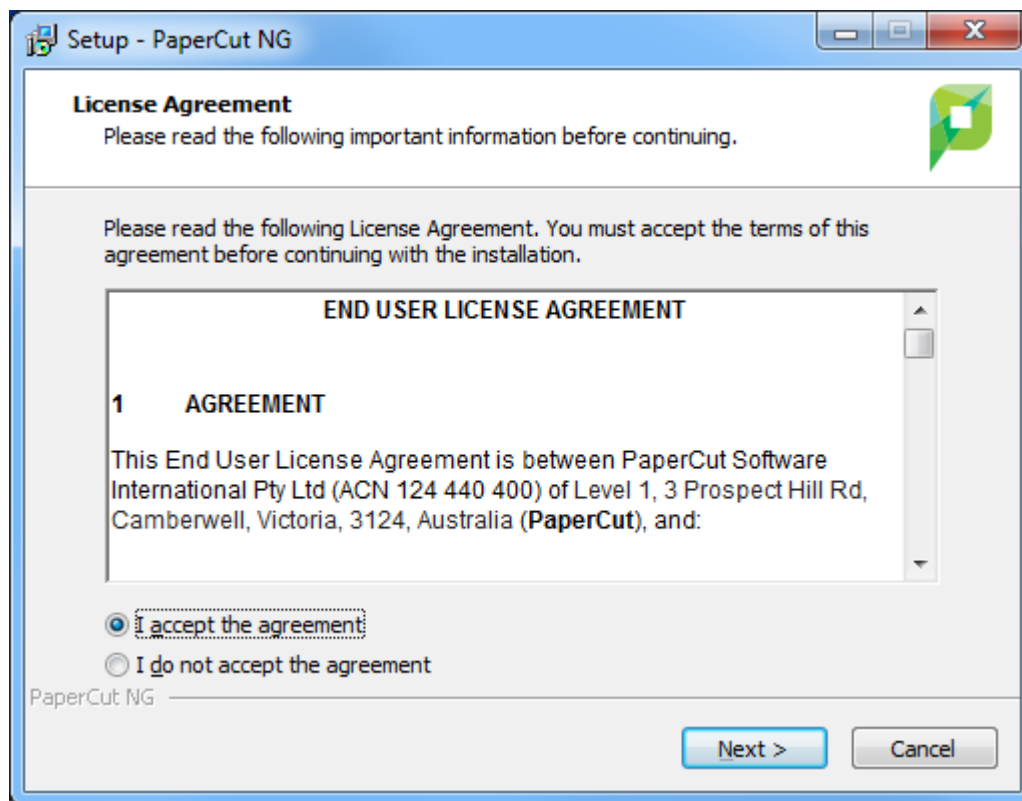 Setup - PaperCut NG
License Agreement
Please read the following important information before continuing.
Please read the following License Agreement. You must accept the terms of this
agreement before continuing with the installation.
END USER LICENSE AGREEMENT
1 AGREEMENT
This End User License Agreement is between PaperCut Software
International Pty Ltd (ACN 124 440 400) of Level 1, 3 Prospect Hill Rd,
Camberwell, Victoria, 3124, Australia (PaperCut), and:
I accept the agreement
I do not accept the agreement
PaperCut NG
Next >
Cancel